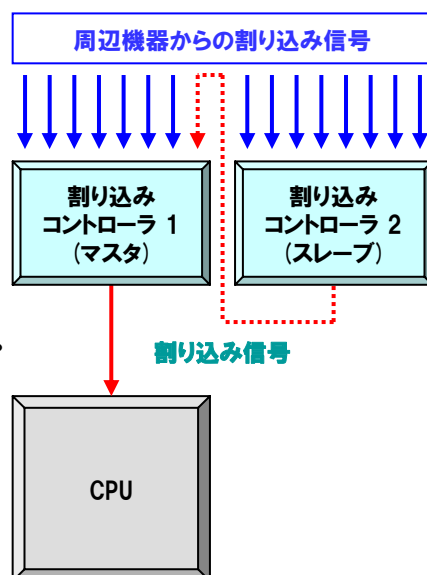 周辺機器からの割り込み信号
割り込み
コントローラ 1
(マスタ)
割り込み
コントローラ 2
(スレーブ)
割り込み信号
CPU